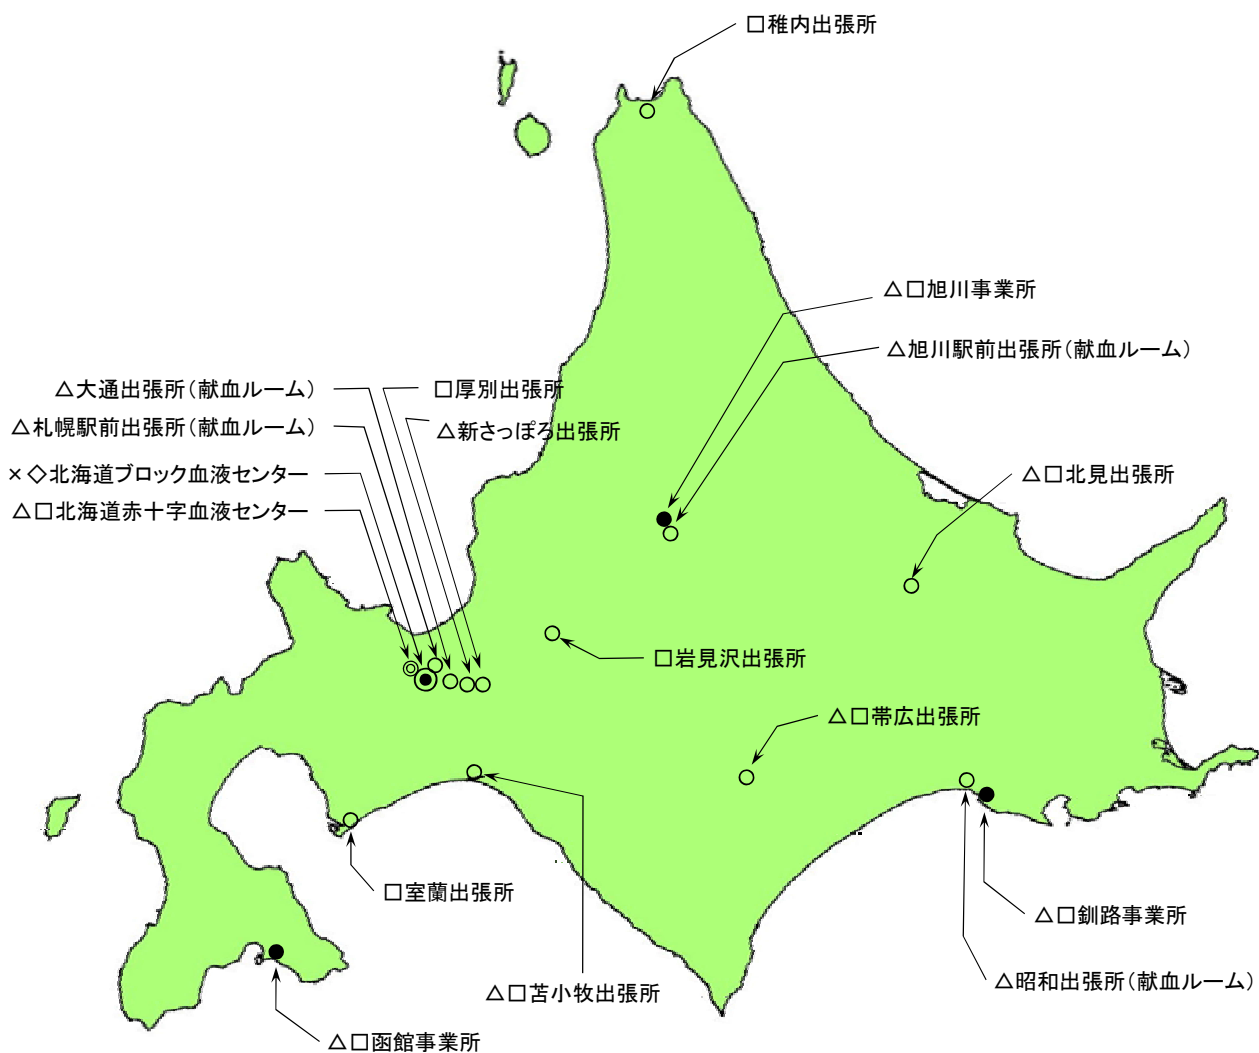 □稚内出張所
△□旭川事業所
△旭川駅前出張所(献血ルーム)
△大通出張所(献血ルーム)
□厚別出張所
△札幌駅前出張所(献血ルーム)
△新さっぽろ出張所
×◇北海道ブロック血液センター
△□北海道赤十字血液センター
△□北見出張所
□岩見沢出張所
△□帯広出張所
□室蘭出張所
△□釧路事業所
△□苫小牧出張所
△昭和出張所(献血ルーム)
△□函館事業所